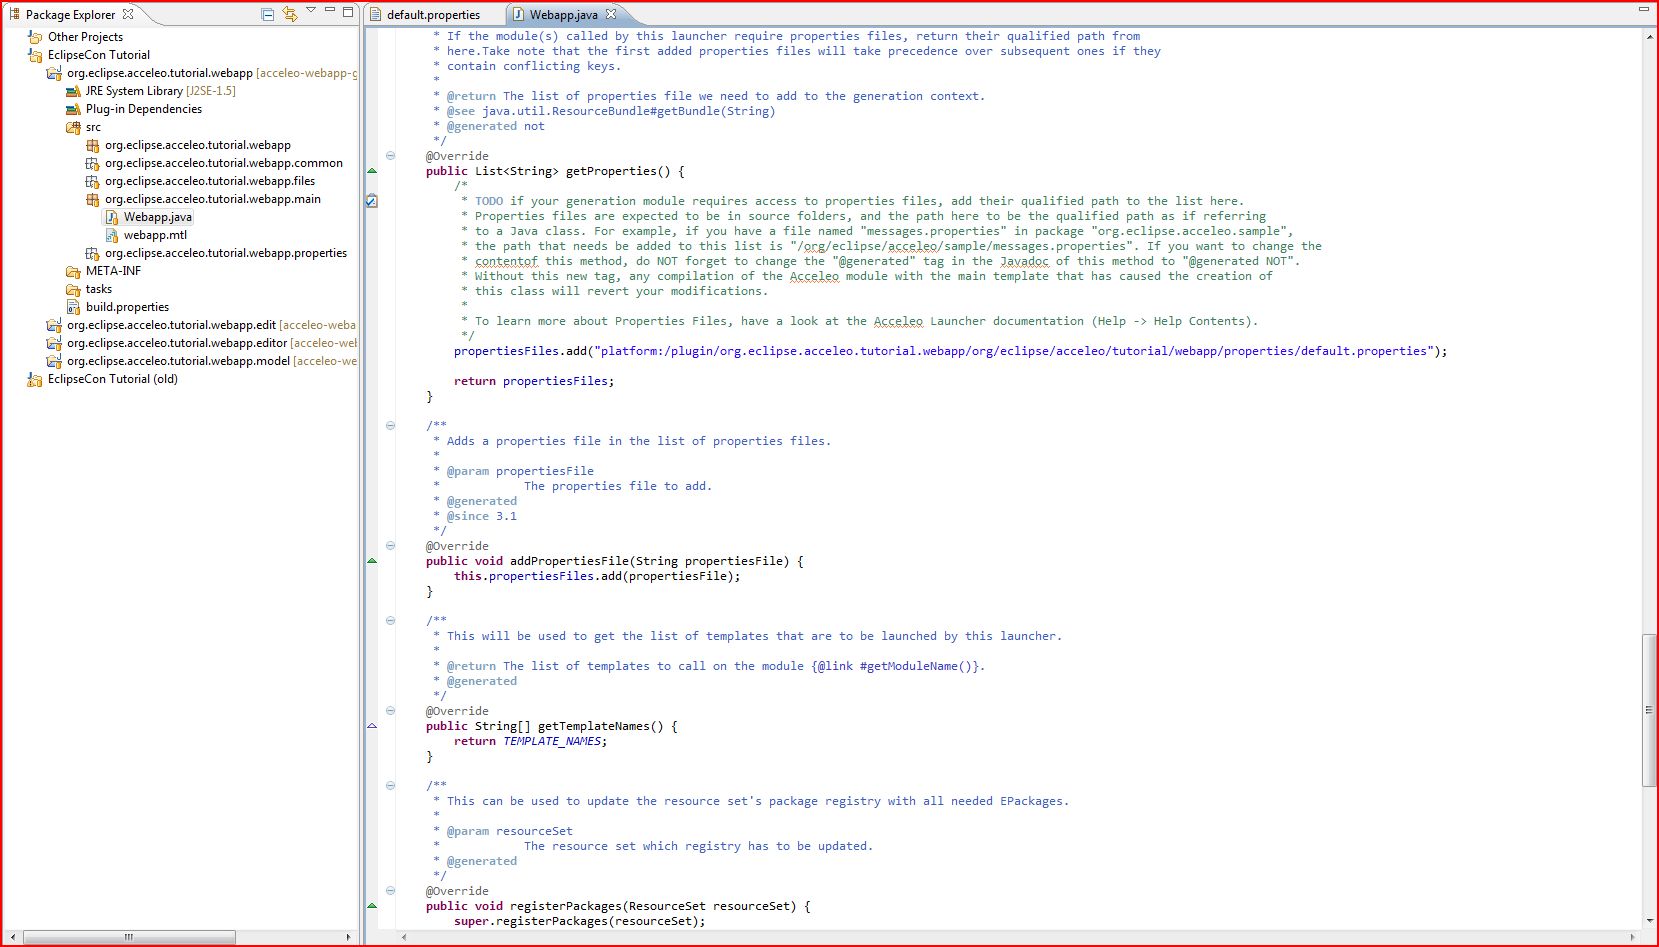 Package Explorer
Other Projects
EclipseCon Tutorial
org.eclipse.acceleo.tutorial.webapp [acceleo-webapp-g
JRE System Library [J2SE-1.5]
Plug-in Dependencies
src
org.eclipse.acceleo.tutorial.webapp
org.eclipse.acceleo.tutorial.webapp.common
org.eclipse.acceleo.tutorial.webapp.files
org.eclipse.acceleo.tutorial.webapp.main
Webapp.java
webapp.mtl
org.eclipse.acceleo.tutorial.webapp.properties
META-INF
tasks
build.properties
org.eclipse.acceleo.tutorial.webapp.edit [acceleo-weba
org.eclipse.acceleo.tutorial.webapp.editor [acceleo-wel
org.eclipse.acceleo.tutorial.webapp.model [acceleo-we
EclipseCon Tutorial (old)
default.properties
Webapp.java
* If the module(s) called by this launcher require properties files, return their qualified path from
* here.Take note that the first added properties files will take precedence over subsequent ones if they
* contain conflicting keys.
*
* @return The list of properties file we need to add to the generation context.
* @see java.util.ResourceBundle#getBundle(String)
* @generated not
*/
@Override
public List<String> getProperties() {
/*
* TODO if your generation module requires access to properties files, add their qualified path to the list here.
* Properties files are expected to be in source folders, and the path here to be the qualified path as if referring
* to a Java class. For example, if you have a file named "messages.properties" in package "org.eclipse.acceleo.sample",
* the path that needs be added to this list is "/org/eclipse/acceleo/sample/messages.properties". If you want to change the
* contentof this method, do NOT forget to change the "@generated" tag in the Javadoc of this method to "@generated NOT".
* Without this new tag, any compilation of the Acceleo module with the main template that has caused the creation of
* this class will revert your modifications.
*
* To learn more about Properties Files, have a look at the Acceleo Launcher documentation (Help -> Help Contents).
*/
propertiesFiles.add("platform:/plugin/org.eclipse.acceleo.tutorial.webapp/org/eclipse/acceleo/tutorial/webapp/properties/default.properties");
return propertiesFiles;
}
/**
* Adds a properties file in the list of properties files.
*
* @param propertiesFile
* The properties file to add.
* @generated
* @since 3.1
*/
@Override
public void addPropertiesFile(String propertiesFile) {
this.propertiesFiles.add(propertiesFile);
}
/**
* This will be used to get the list of templates that are to be launched by this launcher.
*
* @return The list of templates to call on the module {@link #getModuleName()}.
* @generated
*/
@Override
public String[] getTemplateNames() {
return TEMPLATE_NAMES;
}
/**
* This can be used to update the resource set's package registry with all needed EPackages.
*
* @param resourceSet
* The resource set which registry has to be updated.
* @generated
*/
@Override
public void registerPackages(ResourceSet resourceSet) {
super.registerPackages(resourceSet);